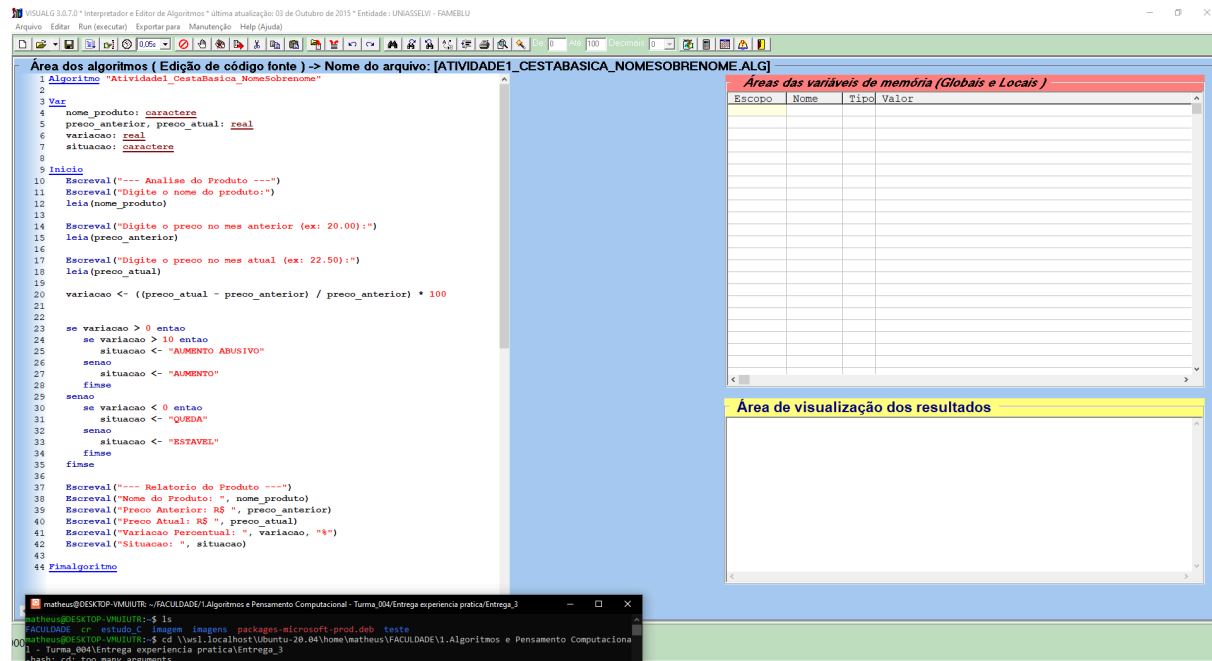 VISUALG 3.0.7.0 * Interpretador e Editor de Algoritmos * última atualização: 03 de Outubro de 2015 * Entidade : UNIASSELVI - FAMEBLU
Arquivo Editar Run (executar) Exportar para Manutenção Help (Ajuda)
0,05s De: 0 Até: 100 Decimais 0
Área dos algoritmos ( Edição de código fonte ) -> Nome do arquivo: [ATIVIDADE1_CESTABASICA_NOMESOBRENOME.ALG]
1 Algoritmo "Atividade1_CestaBasica_NomeSobrenome"
2
3 Var
4 nome_produto: caractere
5 preco_anterior, preco_atual: real
6 variacao: real
7 situacao: caractere
8
9 Inicio
10 Escreval("--- Analise do Produto ---")
11 Escreval("Digite o nome do produto:")
12 leia(nome_produto)
13
14 Escreval("Digite o preco no mes anterior (ex: 20.00):")
15 leia(preco_anterior)
16
17 Escreval("Digite o preco no mes atual (ex: 22.50):")
18 leia(preco_atual)
19
20 variacao <- ((preco_atual - preco_anterior) / preco_anterior) * 100
21
22
23 se variacao > 0 entao
24 se variacao > 10 entao
25 situacao <- "AUMENTO ABUSIVO"
26 senao
27 situacao <- "AUMENTO"
28 fimse
29 senao
30 se variacao < 0 entao
31 situacao <- "QUEDA"
32 senao
33 situacao <- "ESTAVEL"
34 fimse
35 fimse
36
37 Escreval("--- Relatorio do Produto ---")
38 Escreval("Nome do Produto: ", nome_produto)
39 Escreval("Preco Anterior: R$ ", preco_anterior)
40 Escreval("Preco Atual: R$ ", preco_atual)
41 Escreval("Variacao Percentual: ", variacao, "%")
42 Escreval("Situacao: ", situacao)
43
44 Fimalgoritmo
Áreas das variáveis de memória (Globais e Locais )
Escopo Nome Tipo Valor
Área de visualização dos resultados
matheus@DESKTOP-VMUIUTR: ~/FACULDADE/1.Algoritmos e Pensamento Computacional - Turma_004/Entrega experiencia pratica/Entrega_3
matheus@DESKTOP-VMUIUTR:~$ ls
FACULDADE cr estudo_C imagem imagens packages-microsoft-prod.deb teste
matheus@DESKTOP-VMUIUTR:~$ cd \\wsl.localhost\Ubuntu-20.04\home\matheus\FACULDADE\1.Algoritmos e Pensamento Computaciona
l - Turma_004\Entrega experiencia pratica\Entrega_3
-bash: cd: too many arguments